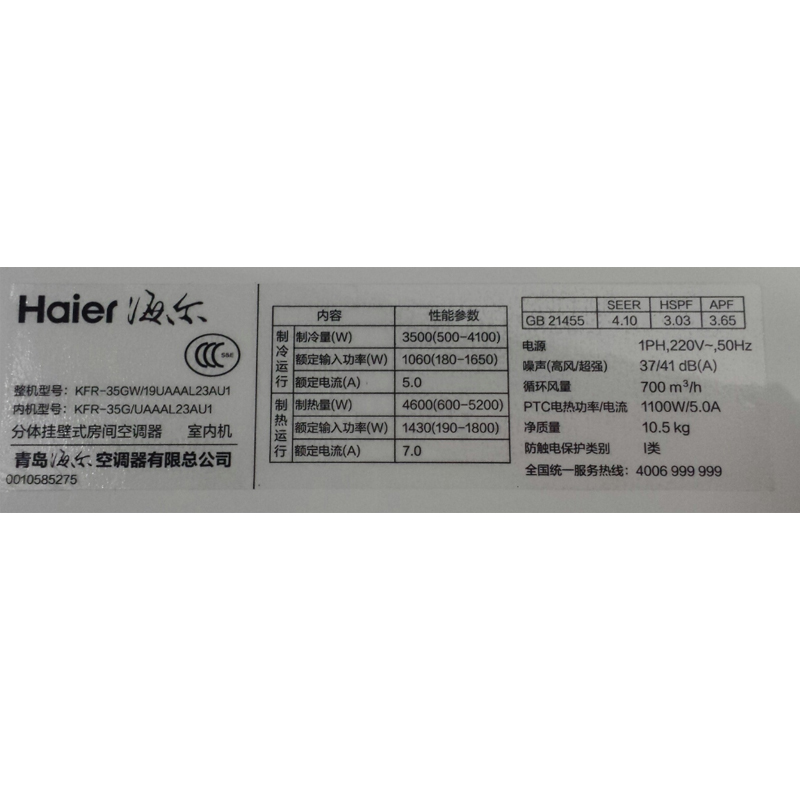 Haier 海尔
CCC S&E
整机型号：KFR-35GW/19UAAAL23AU1
内机型号：KFR-35G/UAAAL23AU1
分体挂壁式房间空调器 室内机
青岛海尔空调器有限总公司
0010585275
内容 性能参数
制冷运行
制冷量(W) 3500(500-4100)
额定输入功率(W) 1060(180-1650)
额定电流(A) 5.0
制热运行
制热量(W) 4600(600-5200)
额定输入功率(W) 1430(190-1800)
额定电流(A) 7.0
SEER HSPF APF
GB 21455 4.10 3.03 3.65
电源 1PH,220V~,50Hz
噪声(高风/超强) 37/41 dB(A)
循环风量 700 m³/h
PTC电热功率/电流 1100W/5.0A
净质量 10.5 kg
防触电保护类别 I类
全国统一服务热线：4006 999 999